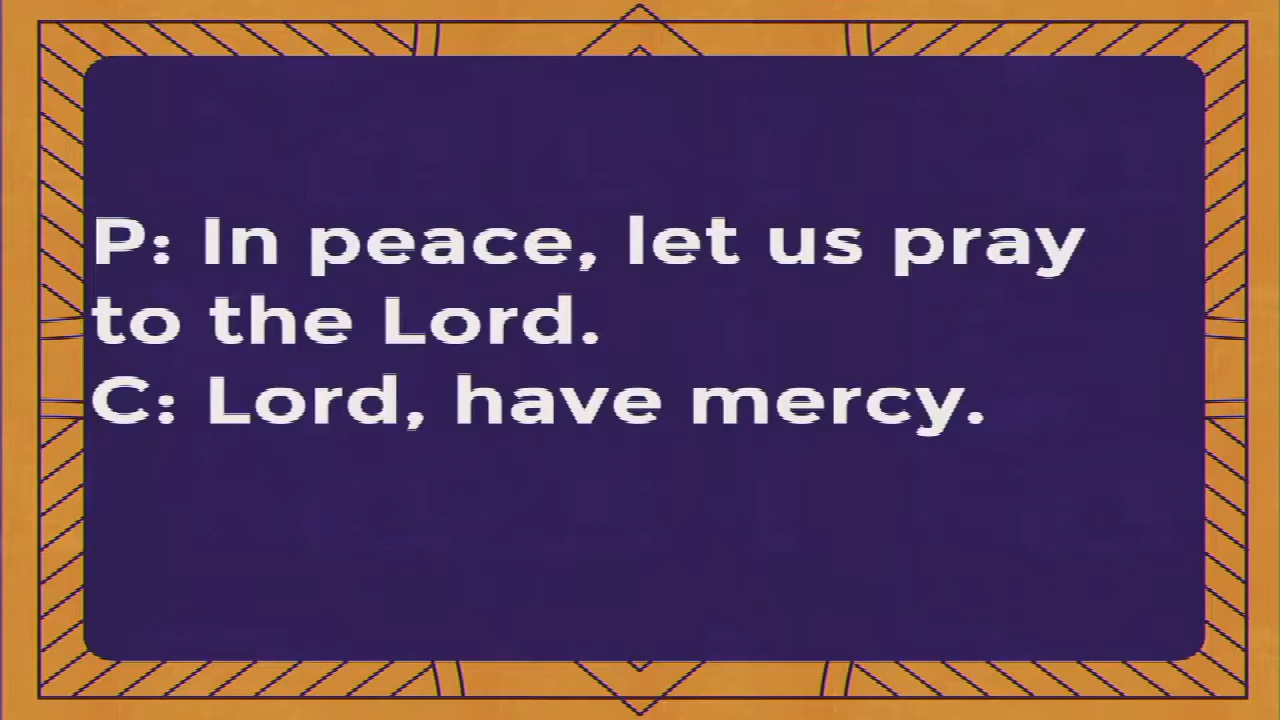 P: In peace, let us pray
to the Lord.
C: Lord, have mercy.